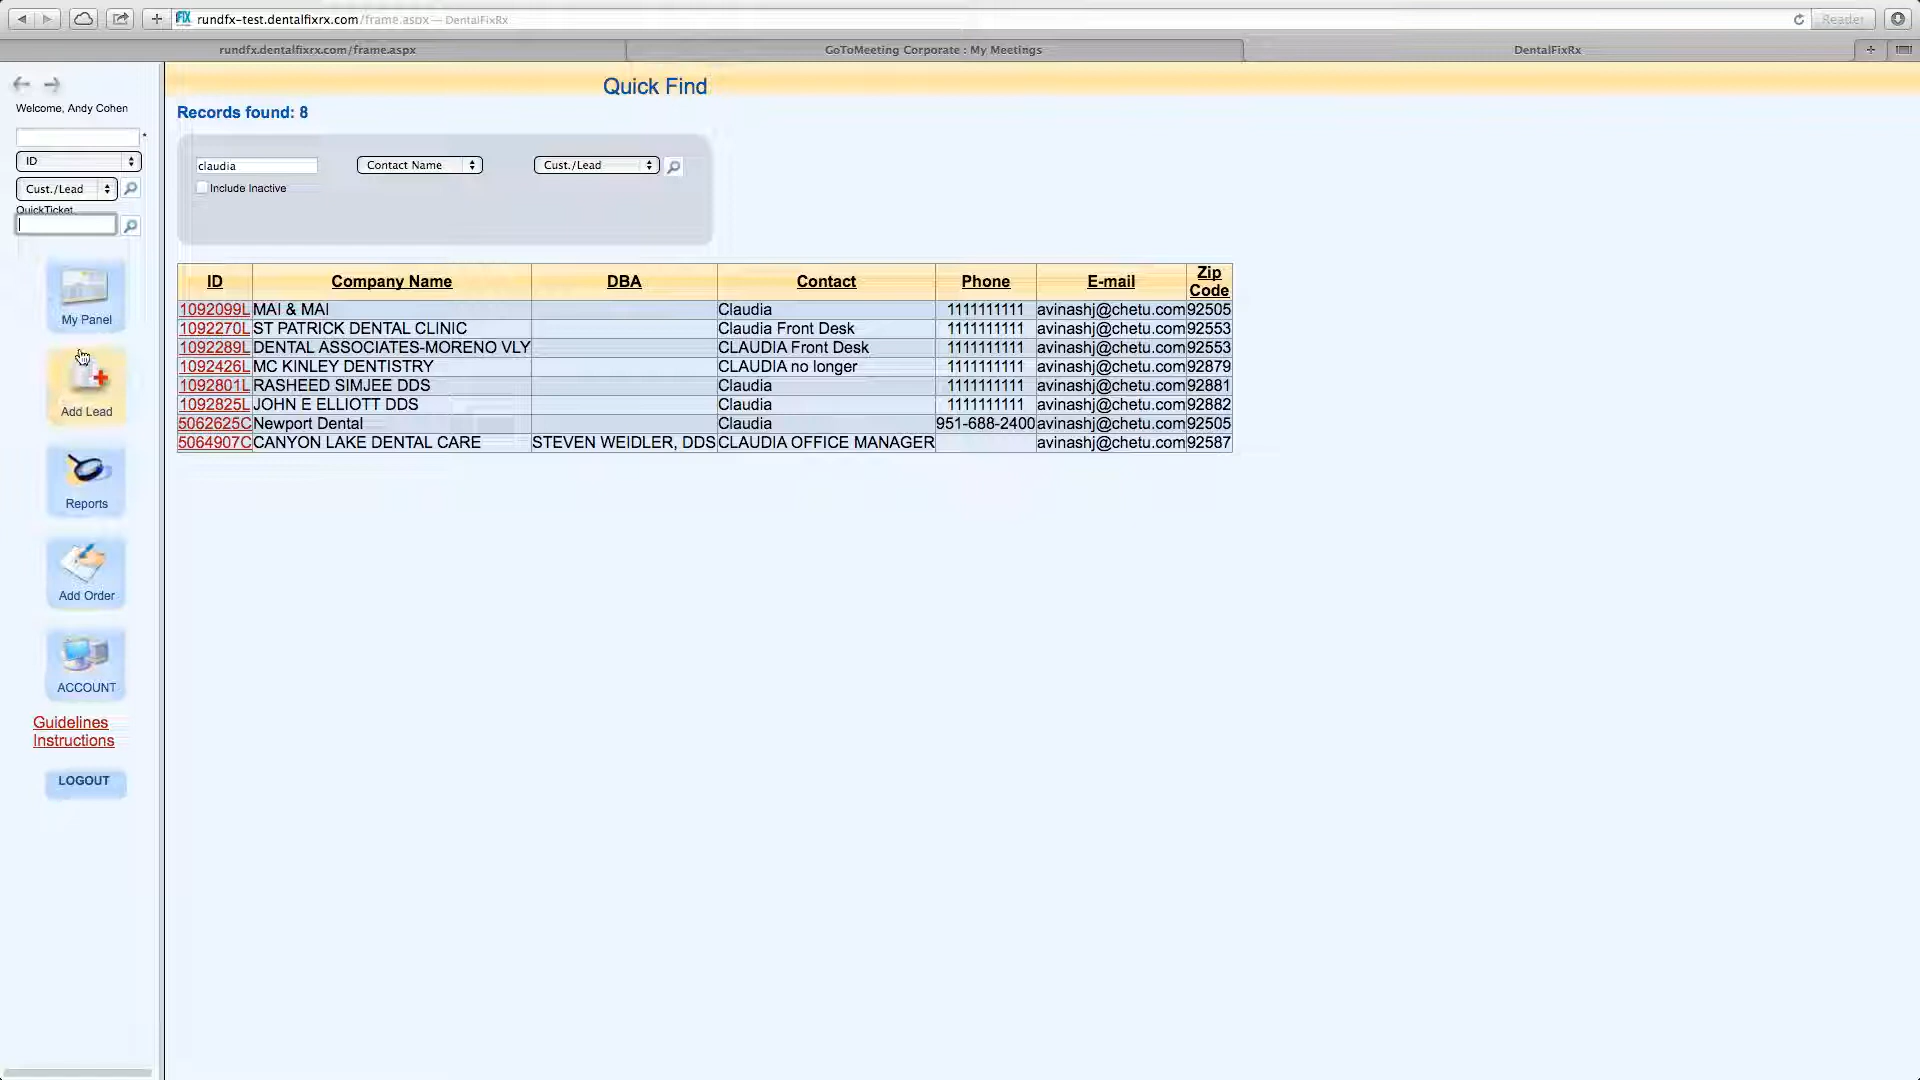 rundfx-test.dentalfixrx.com/frame.aspx — DentalFixRx
Reader
rundfx.dentalfixrx.com/frame.aspx
GoToMeeting Corporate : My Meetings
DentalFixRx
Welcome, Andy Cohen
*
ID
Cust./Lead
QuickTicket
My Panel
Add Lead
Reports
Add Order
ACCOUNT
Guidelines
Instructions
LOGOUT
Quick Find
Records found: 8
claudia Contact Name Cust./Lead
Include Inactive
ID Company Name DBA Contact Phone E-mail Zip Code
1092099L MAI & MAI Claudia 1111111111 avinashj@chetu.com 92505
1092270L ST PATRICK DENTAL CLINIC Claudia Front Desk 1111111111 avinashj@chetu.com 92553
1092289L DENTAL ASSOCIATES-MORENO VLY CLAUDIA Front Desk 1111111111 avinashj@chetu.com 92553
1092426L MC KINLEY DENTISTRY CLAUDIA no longer 1111111111 avinashj@chetu.com 92879
1092801L RASHEED SIMJEE DDS Claudia 1111111111 avinashj@chetu.com 92881
1092825L JOHN E ELLIOTT DDS Claudia 1111111111 avinashj@chetu.com 92882
5062625C Newport Dental Claudia 951-688-2400 avinashj@chetu.com 92505
5064907C CANYON LAKE DENTAL CARE STEVEN WEIDLER, DDS CLAUDIA OFFICE MANAGER avinashj@chetu.com 92587